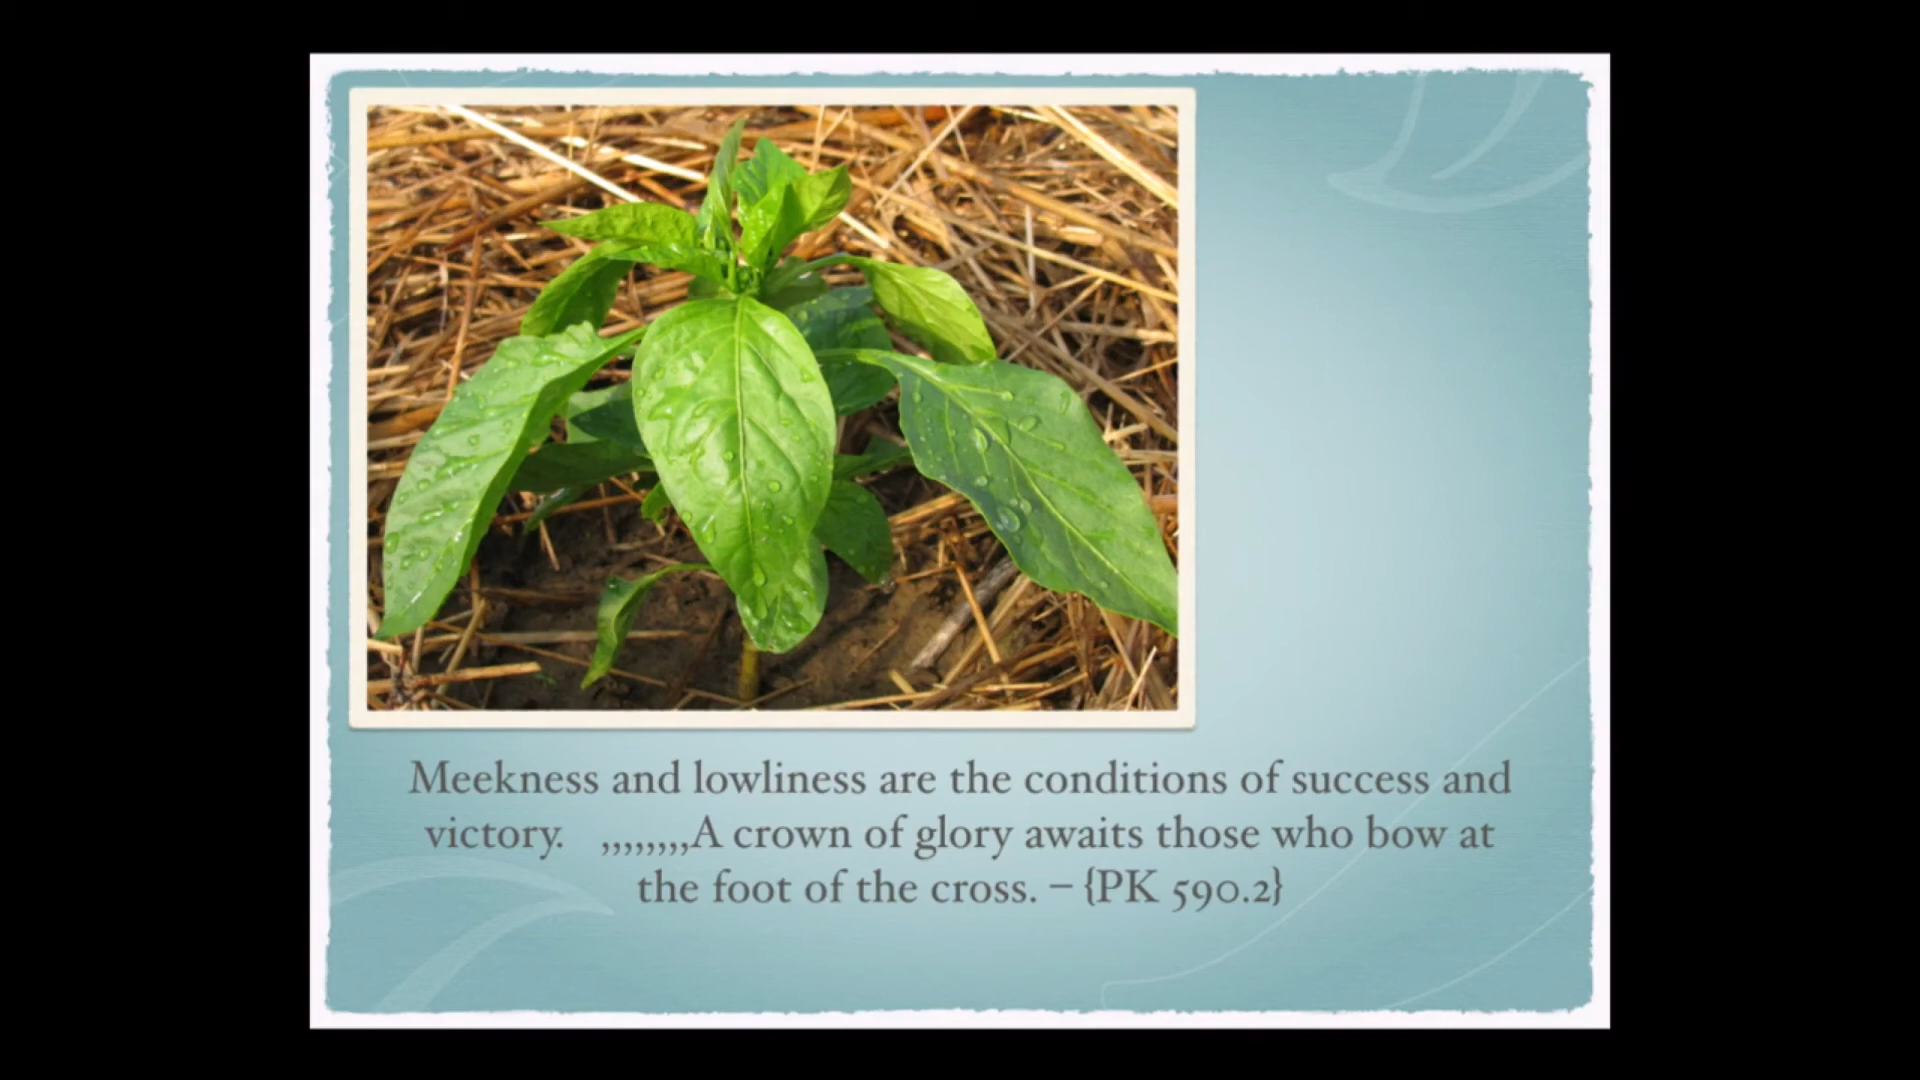 Meekness and lowliness are the conditions of success and
victory.   ,,,,,,,,A crown of glory awaits those who bow at
the foot of the cross. – {PK 590.2}